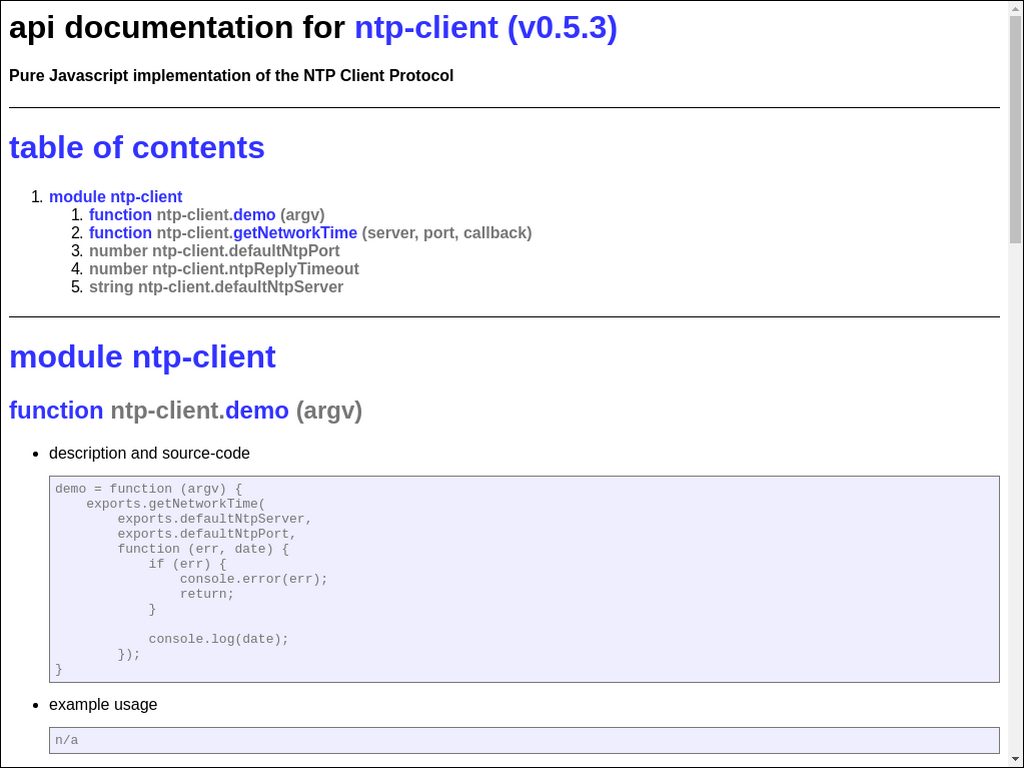 api documentation for ntp-client (v0.5.3)
Pure Javascript implementation of the NTP Client Protocol
table of contents
1. module ntp-client
1. function ntp-client.demo (argv)
2. function ntp-client.getNetworkTime (server, port, callback)
3. number ntp-client.defaultNtpPort
4. number ntp-client.ntpReplyTimeout
5. string ntp-client.defaultNtpServer
module ntp-client
function ntp-client.demo (argv)
• description and source-code
demo = function (argv) {
    exports.getNetworkTime(
        exports.defaultNtpServer,
        exports.defaultNtpPort,
        function (err, date) {
            if (err) {
                console.error(err);
                return;
            }
            console.log(date);
        });
}
• example usage
n/a